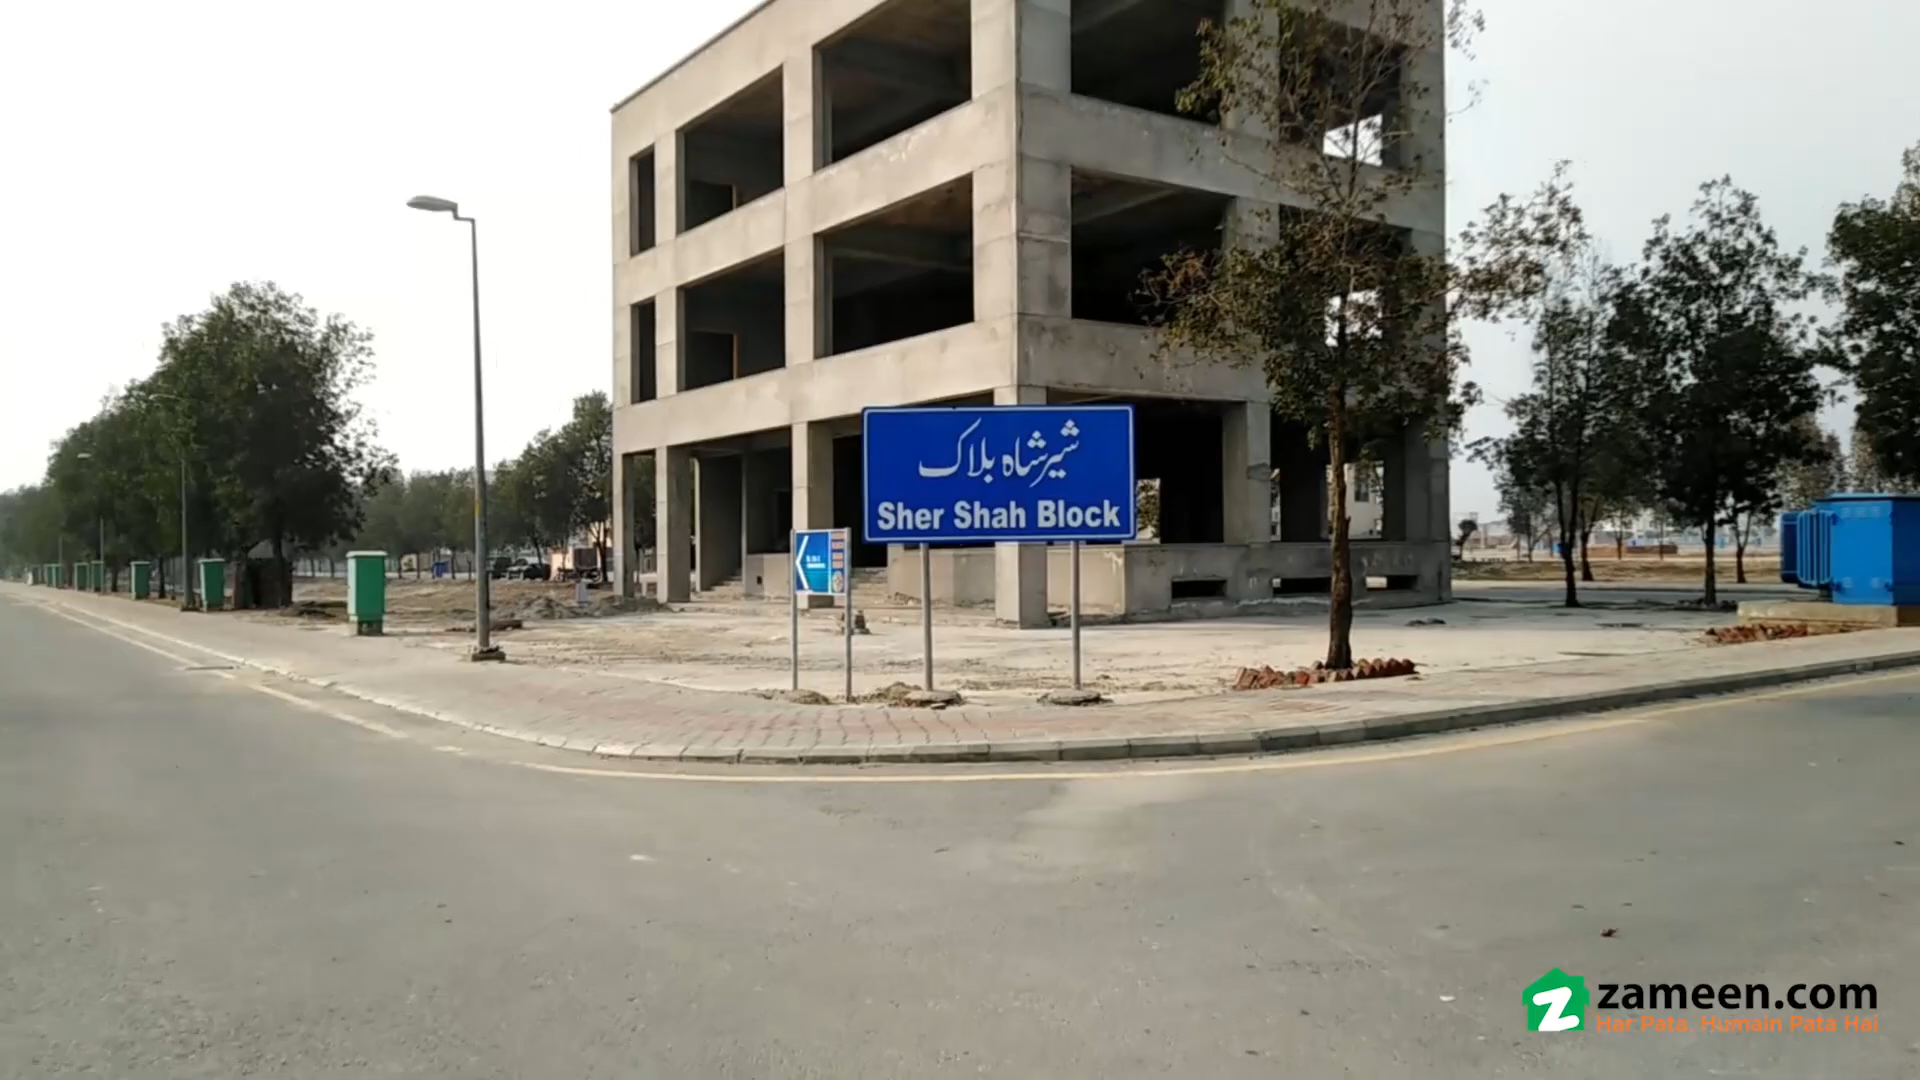 شیر شاہ بلاک
Sher Shah Block
zameen.com
Har Pata, Humain Pata Hai